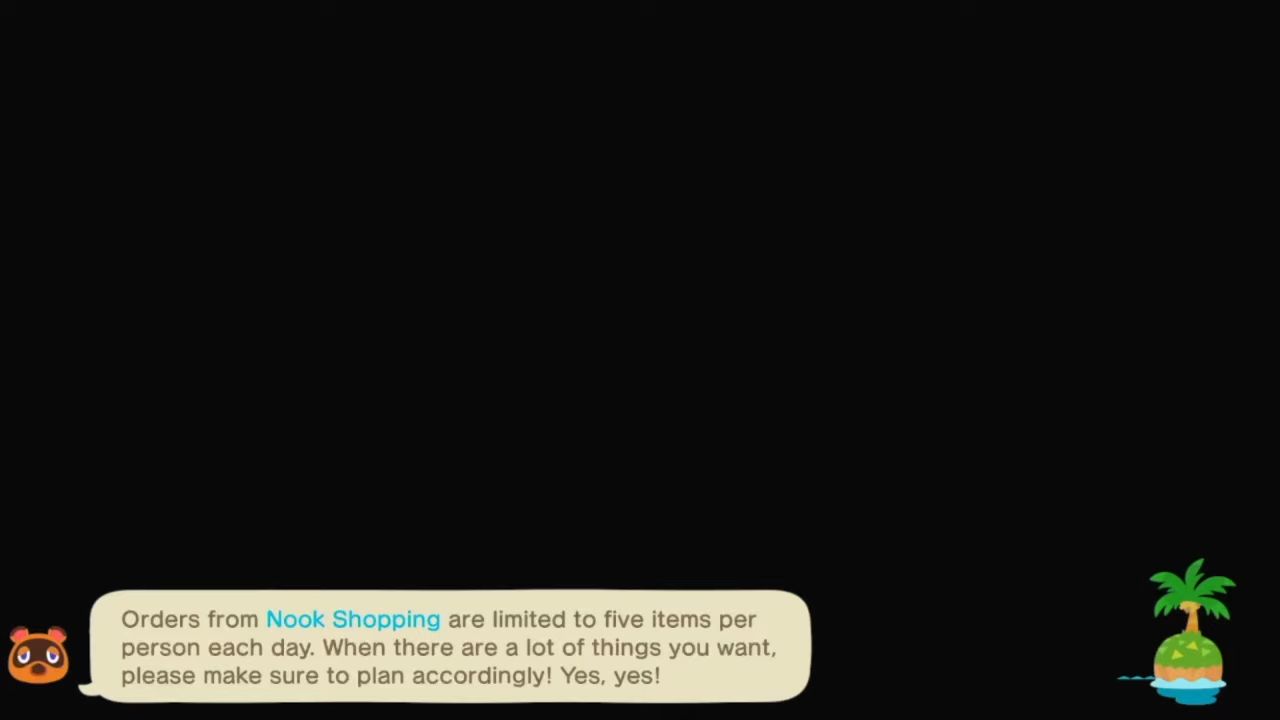 Orders from Nook Shopping are limited to five items per
person each day. When there are a lot of things you want,
please make sure to plan accordingly! Yes, yes!